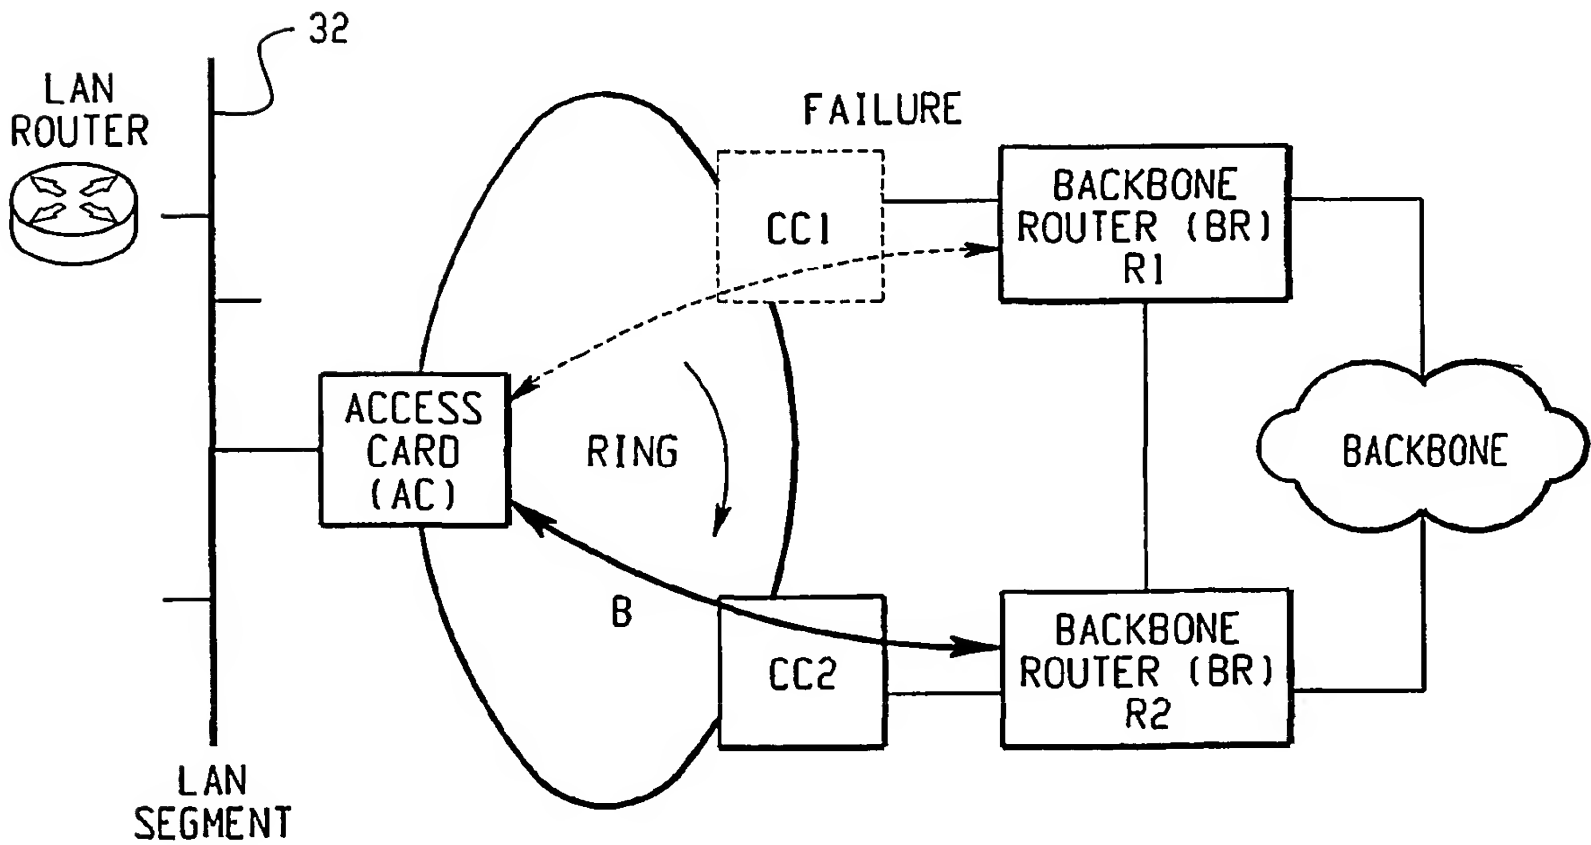 32
LAN
ROUTER
FAILURE
CC1
BACKBONE
ROUTER (BR)
R1
ACCESS
CARD
(AC)
RING
BACKBONE
B
CC2
BACKBONE
ROUTER (BR)
R2
LAN
SEGMENT